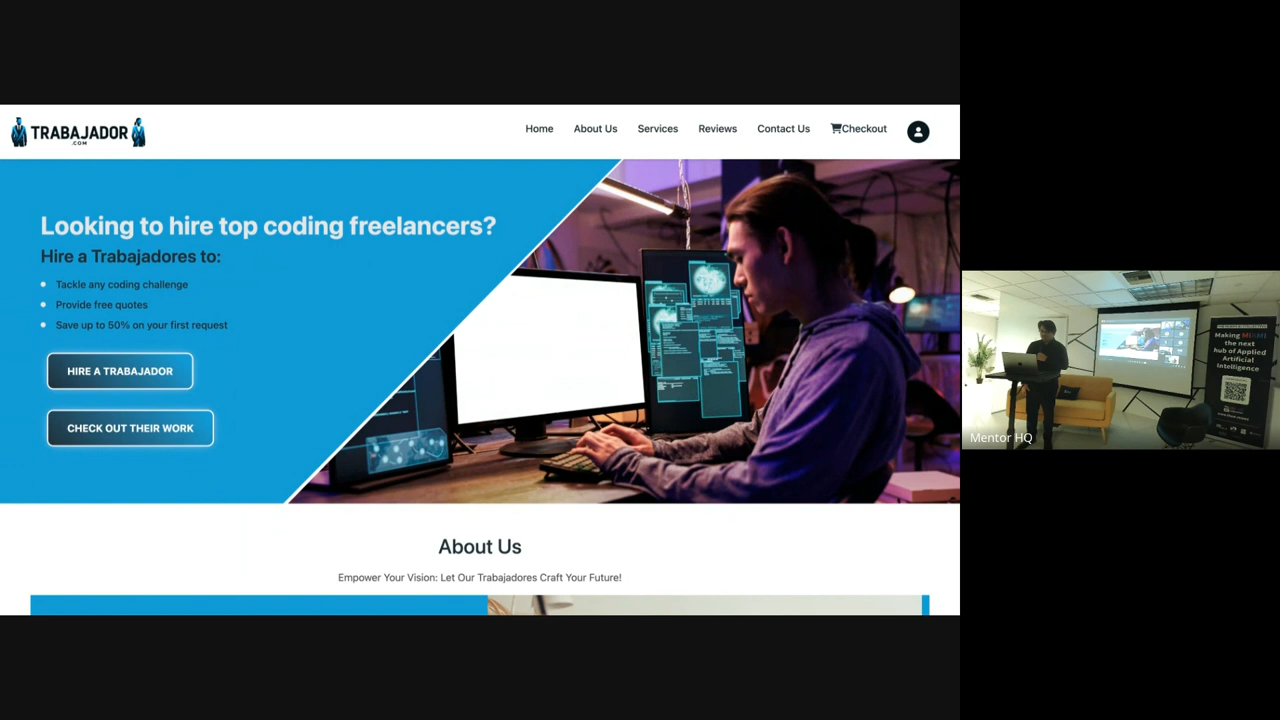 TRABAJADOR
.COM
Home
About Us
Services
Reviews
Contact Us
Checkout
Looking to hire top coding freelancers?
Hire a Trabajadores to:
Tackle any coding challenge
Provide free quotes
Save up to 50% on your first request
HIRE A TRABAJADOR
CHECK OUT THEIR WORK
About Us
Empower Your Vision: Let Our Trabajadores Craft Your Future!
Making MIAMI
the next
hub of Applied
Artificial
Intelligence
Mentor HQ